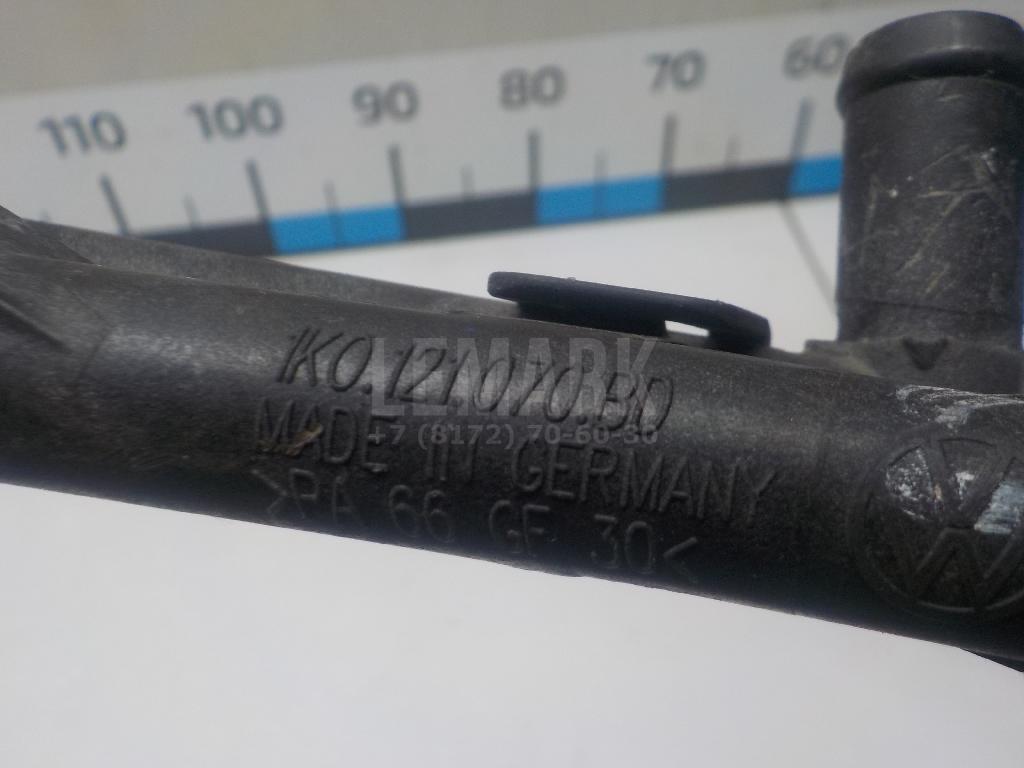 110 100 90 80 70 60
1K0.121.070.BD
LEMARK
+7 (8172) 70-60-30
MADE IN GERMANY
>PA 66 GF 30<